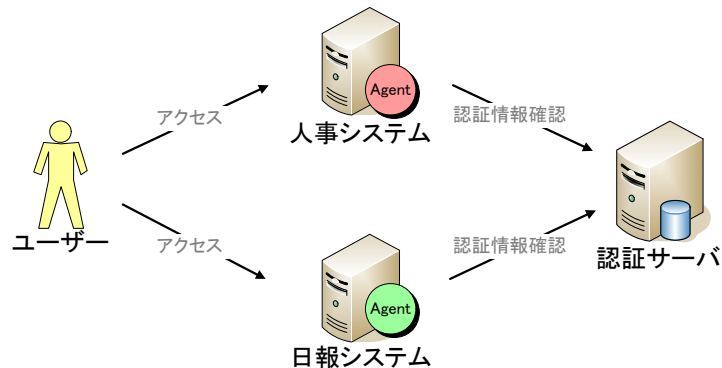 Agent
人事システム
アクセス
認証情報確認
ユーザー
認証サーバ
アクセス
認証情報確認
Agent
日報システム